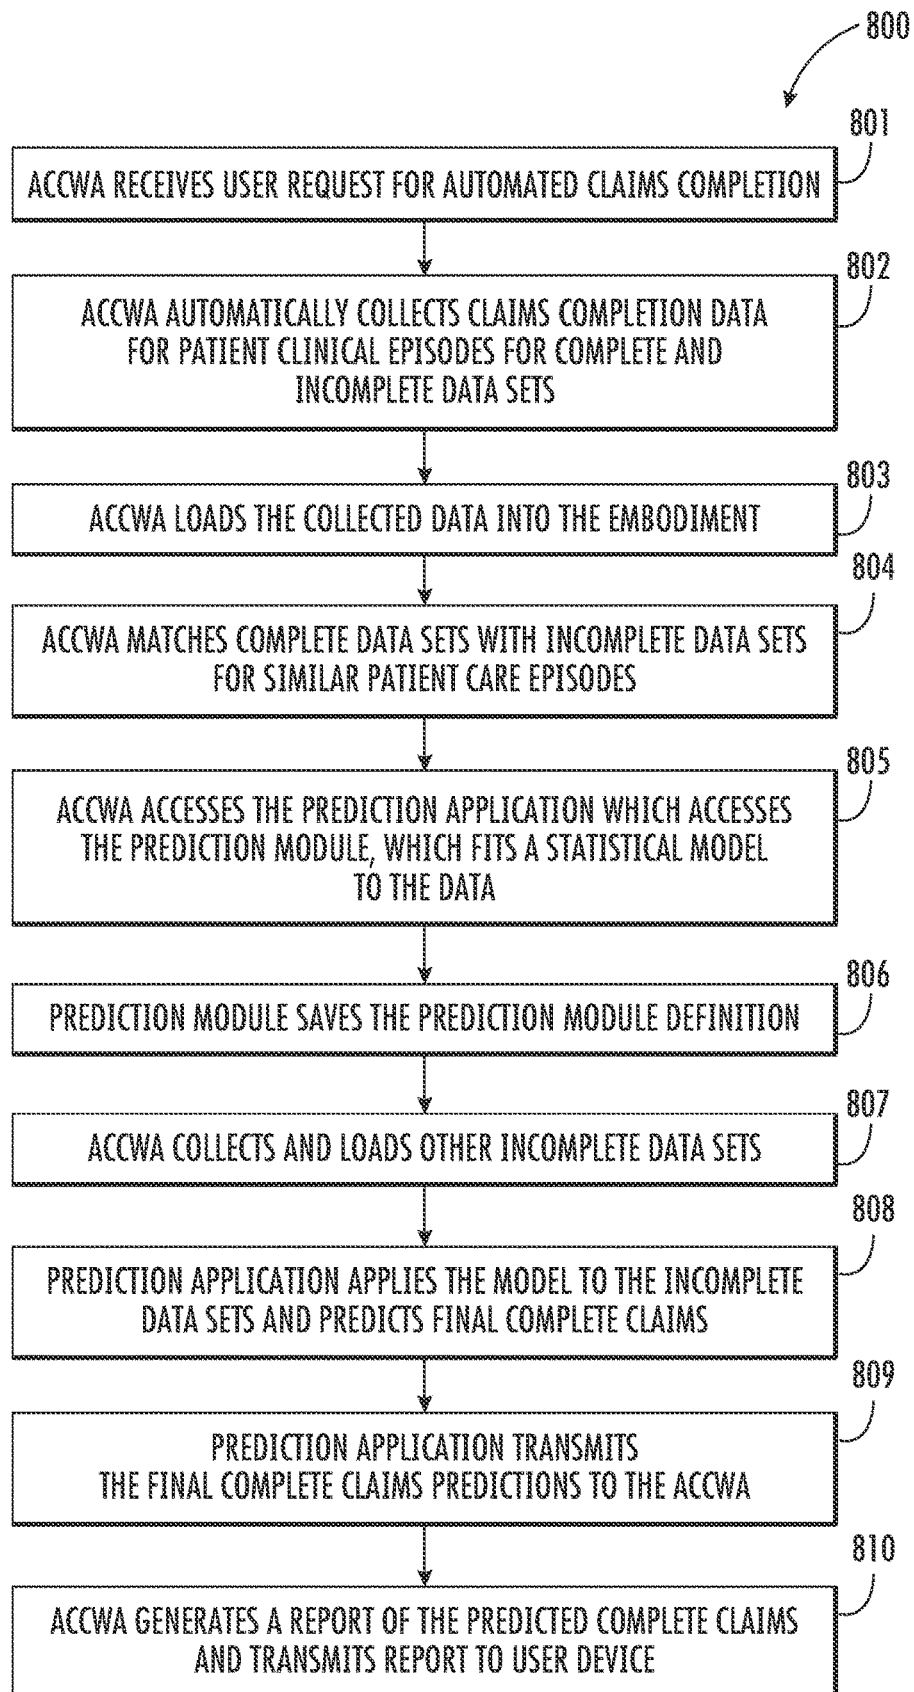 800
801
ACCWA RECEIVES USER REQUEST FOR AUTOMATED CLAIMS COMPLETION
802
ACCWA AUTOMATICALLY COLLECTS CLAIMS COMPLETION DATA
FOR PATIENT CLINICAL EPISODES FOR COMPLETE AND
INCOMPLETE DATA SETS
803
ACCWA LOADS THE COLLECTED DATA INTO THE EMBODIMENT
804
ACCWA MATCHES COMPLETE DATA SETS WITH INCOMPLETE DATA SETS
FOR SIMILAR PATIENT CARE EPISODES
805
ACCWA ACCESSES THE PREDICTION APPLICATION WHICH ACCESSES
THE PREDICTION MODULE, WHICH FITS A STATISTICAL MODEL
TO THE DATA
806
PREDICTION MODULE SAVES THE PREDICTION MODULE DEFINITION
807
ACCWA COLLECTS AND LOADS OTHER INCOMPLETE DATA SETS
808
PREDICTION APPLICATION APPLIES THE MODEL TO THE INCOMPLETE
DATA SETS AND PREDICTS FINAL COMPLETE CLAIMS
809
PREDICTION APPLICATION TRANSMITS
THE FINAL COMPLETE CLAIMS PREDICTIONS TO THE ACCWA
810
ACCWA GENERATES A REPORT OF THE PREDICTED COMPLETE CLAIMS
AND TRANSMITS REPORT TO USER DEVICE